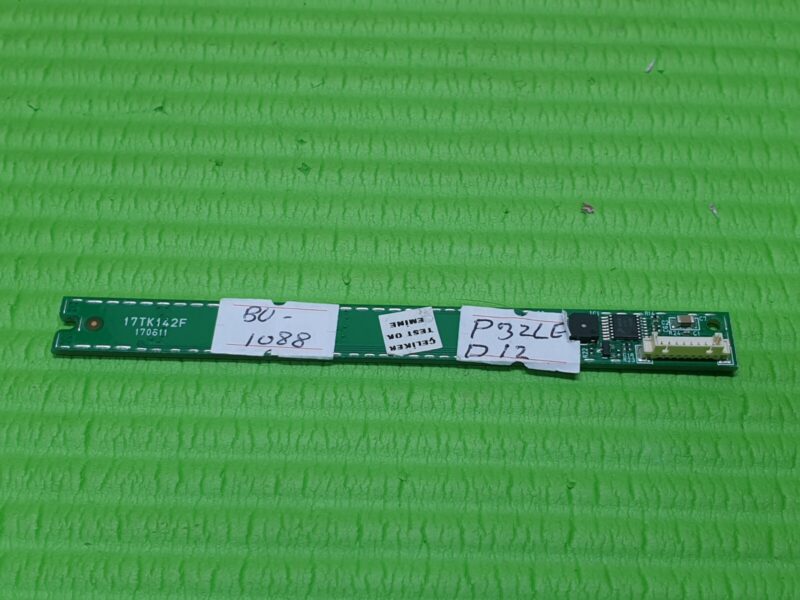 17TK142F
170611
BU -
1088
ÇELİKER
TEST OK
EMİNE
P32LE
D12